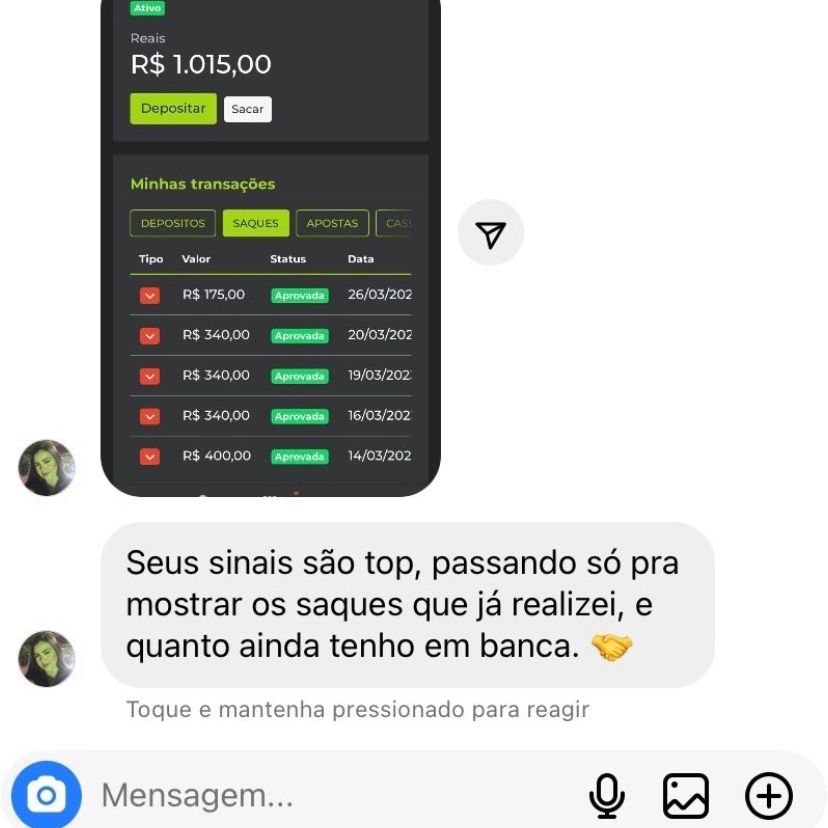 Ativo
Reais
R$ 1.015,00
Depositar Sacar
Minhas transações
DEPOSITOS SAQUES APOSTAS
Tipo Valor Status Data
R$ 175,00 Aprovada 26/03/202
R$ 340,00 Aprovada 20/03/202
R$ 340,00 Aprovada 19/03/202
R$ 340,00 Aprovada 16/03/202
R$ 400,00 Aprovada 14/03/202
Seus sinais são top, passando só pra
mostrar os saques que já realizei, e
quanto ainda tenho em banca. 🤝
Toque e mantenha pressionado para reagir
Mensagem...